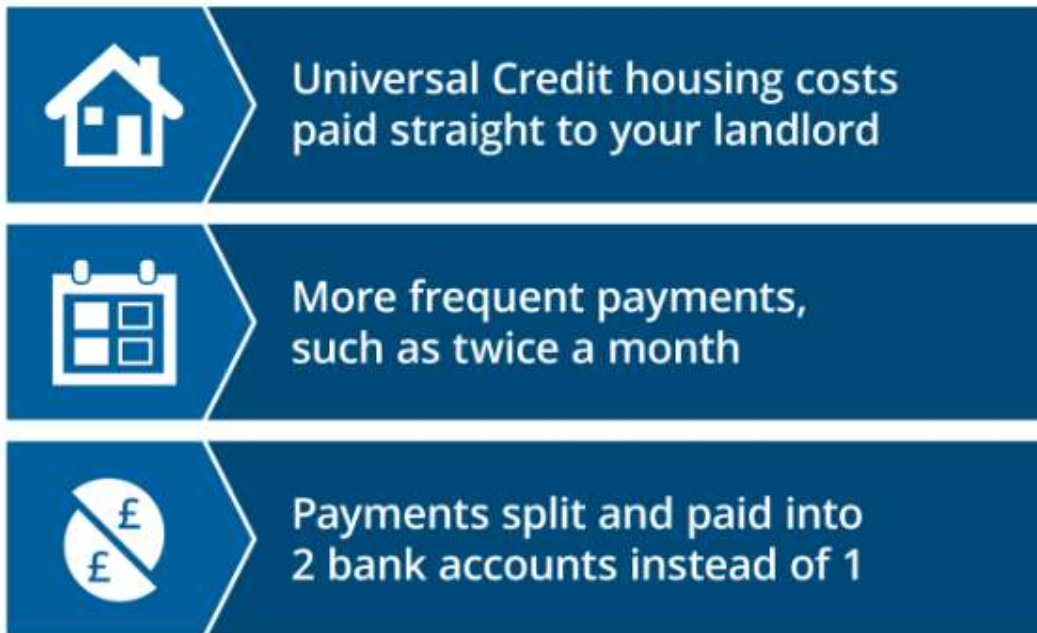 Universal Credit housing costs
paid straight to your landlord
More frequent payments,
such as twice a month
£
£
Payments split and paid into
2 bank accounts instead of 1